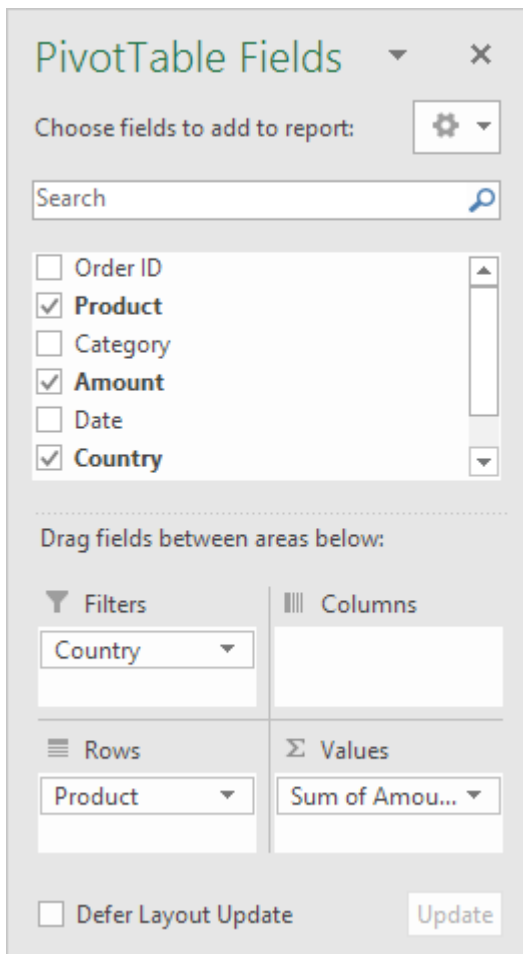 PivotTable Fields
Choose fields to add to report:
Search
Order ID
Product
Category
Amount
Date
Country
Drag fields between areas below:
Filters
Columns
Country
Rows
Σ Values
Product
Sum of Amou...
Defer Layout Update
Update